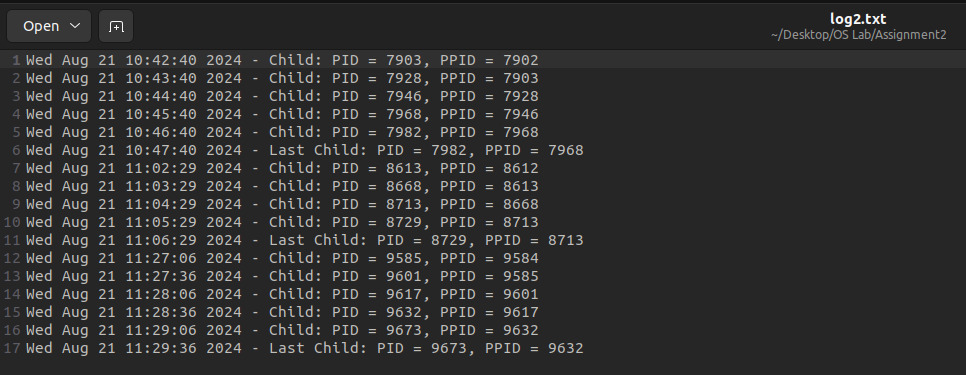 Open
log2.txt
~/Desktop/OS Lab/Assignment2
1 Wed Aug 21 10:42:40 2024 - Child: PID = 7903, PPID = 7902
2 Wed Aug 21 10:43:40 2024 - Child: PID = 7928, PPID = 7903
3 Wed Aug 21 10:44:40 2024 - Child: PID = 7946, PPID = 7928
4 Wed Aug 21 10:45:40 2024 - Child: PID = 7968, PPID = 7946
5 Wed Aug 21 10:46:40 2024 - Child: PID = 7982, PPID = 7968
6 Wed Aug 21 10:47:40 2024 - Last Child: PID = 7982, PPID = 7968
7 Wed Aug 21 11:02:29 2024 - Child: PID = 8613, PPID = 8612
8 Wed Aug 21 11:03:29 2024 - Child: PID = 8668, PPID = 8613
9 Wed Aug 21 11:04:29 2024 - Child: PID = 8713, PPID = 8668
10 Wed Aug 21 11:05:29 2024 - Child: PID = 8729, PPID = 8713
11 Wed Aug 21 11:06:29 2024 - Last Child: PID = 8729, PPID = 8713
12 Wed Aug 21 11:27:06 2024 - Child: PID = 9585, PPID = 9584
13 Wed Aug 21 11:27:36 2024 - Child: PID = 9601, PPID = 9585
14 Wed Aug 21 11:28:06 2024 - Child: PID = 9617, PPID = 9601
15 Wed Aug 21 11:28:36 2024 - Child: PID = 9632, PPID = 9617
16 Wed Aug 21 11:29:06 2024 - Child: PID = 9673, PPID = 9632
17 Wed Aug 21 11:29:36 2024 - Last Child: PID = 9673, PPID = 9632